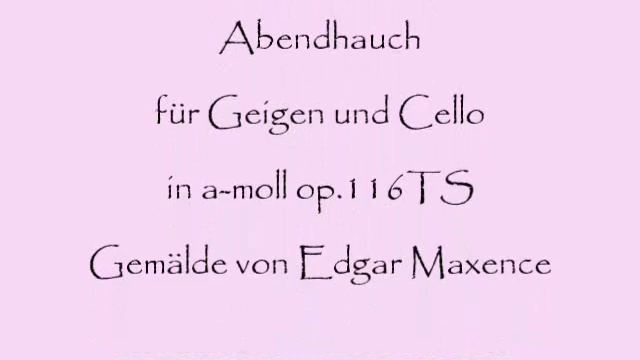 Abendhauch
für Geigen und Cello
in a-moll op.116TS
Gemälde von Edgar Maxence